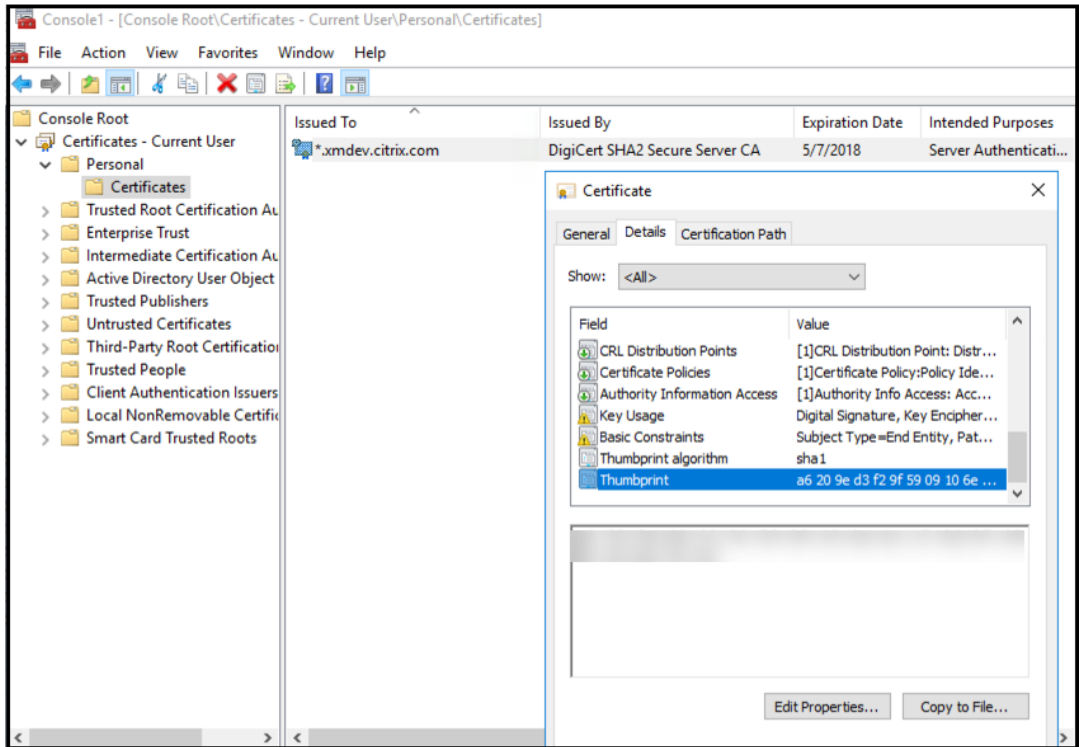 Console1 - [Console Root\Certificates - Current User\Personal\Certificates]
File Action View Favorites Window Help
Console Root
Certificates - Current User
Personal
Certificates
Trusted Root Certification Au
Enterprise Trust
Intermediate Certification Au
Active Directory User Object
Trusted Publishers
Untrusted Certificates
Third-Party Root Certification
Trusted People
Client Authentication Issuers
Local NonRemovable Certific
Smart Card Trusted Roots
Issued To Issued By Expiration Date Intended Purposes
*.xmdev.citrix.com DigiCert SHA2 Secure Server CA 5/7/2018 Server Authenticati...
Certificate
General Details Certification Path
Show: <All>
Field Value
CRL Distribution Points [1]CRL Distribution Point: Distr...
Certificate Policies [1]Certificate Policy:Policy Ide...
Authority Information Access [1]Authority Info Access: Acc...
Key Usage Digital Signature, Key Encipher...
Basic Constraints Subject Type=End Entity, Pat...
Thumbprint algorithm sha1
Thumbprint a6 20 9e d3 f2 9f 59 09 10 6e ...
Edit Properties... Copy to File...